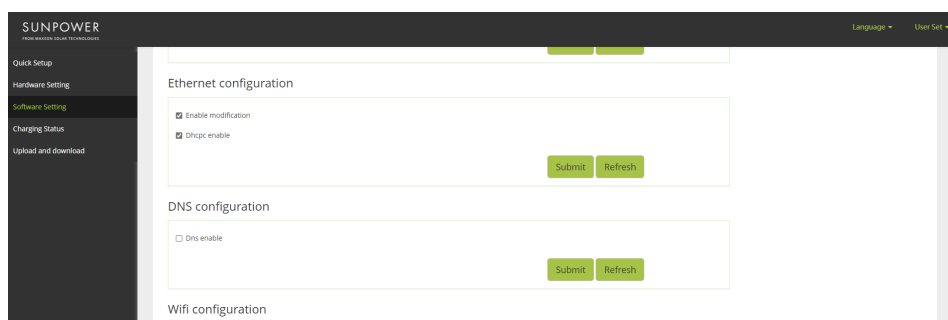 SUNPOWER
FROM MAXEON SOLAR TECHNOLOGIES
Language
User Set
Quick Setup
Hardware Setting
Software Setting
Charging Status
Upload and download
Ethernet configuration
Enable modification
Dhcpc enable
Submit Refresh
DNS configuration
Dns enable
Submit Refresh
Wifi configuration